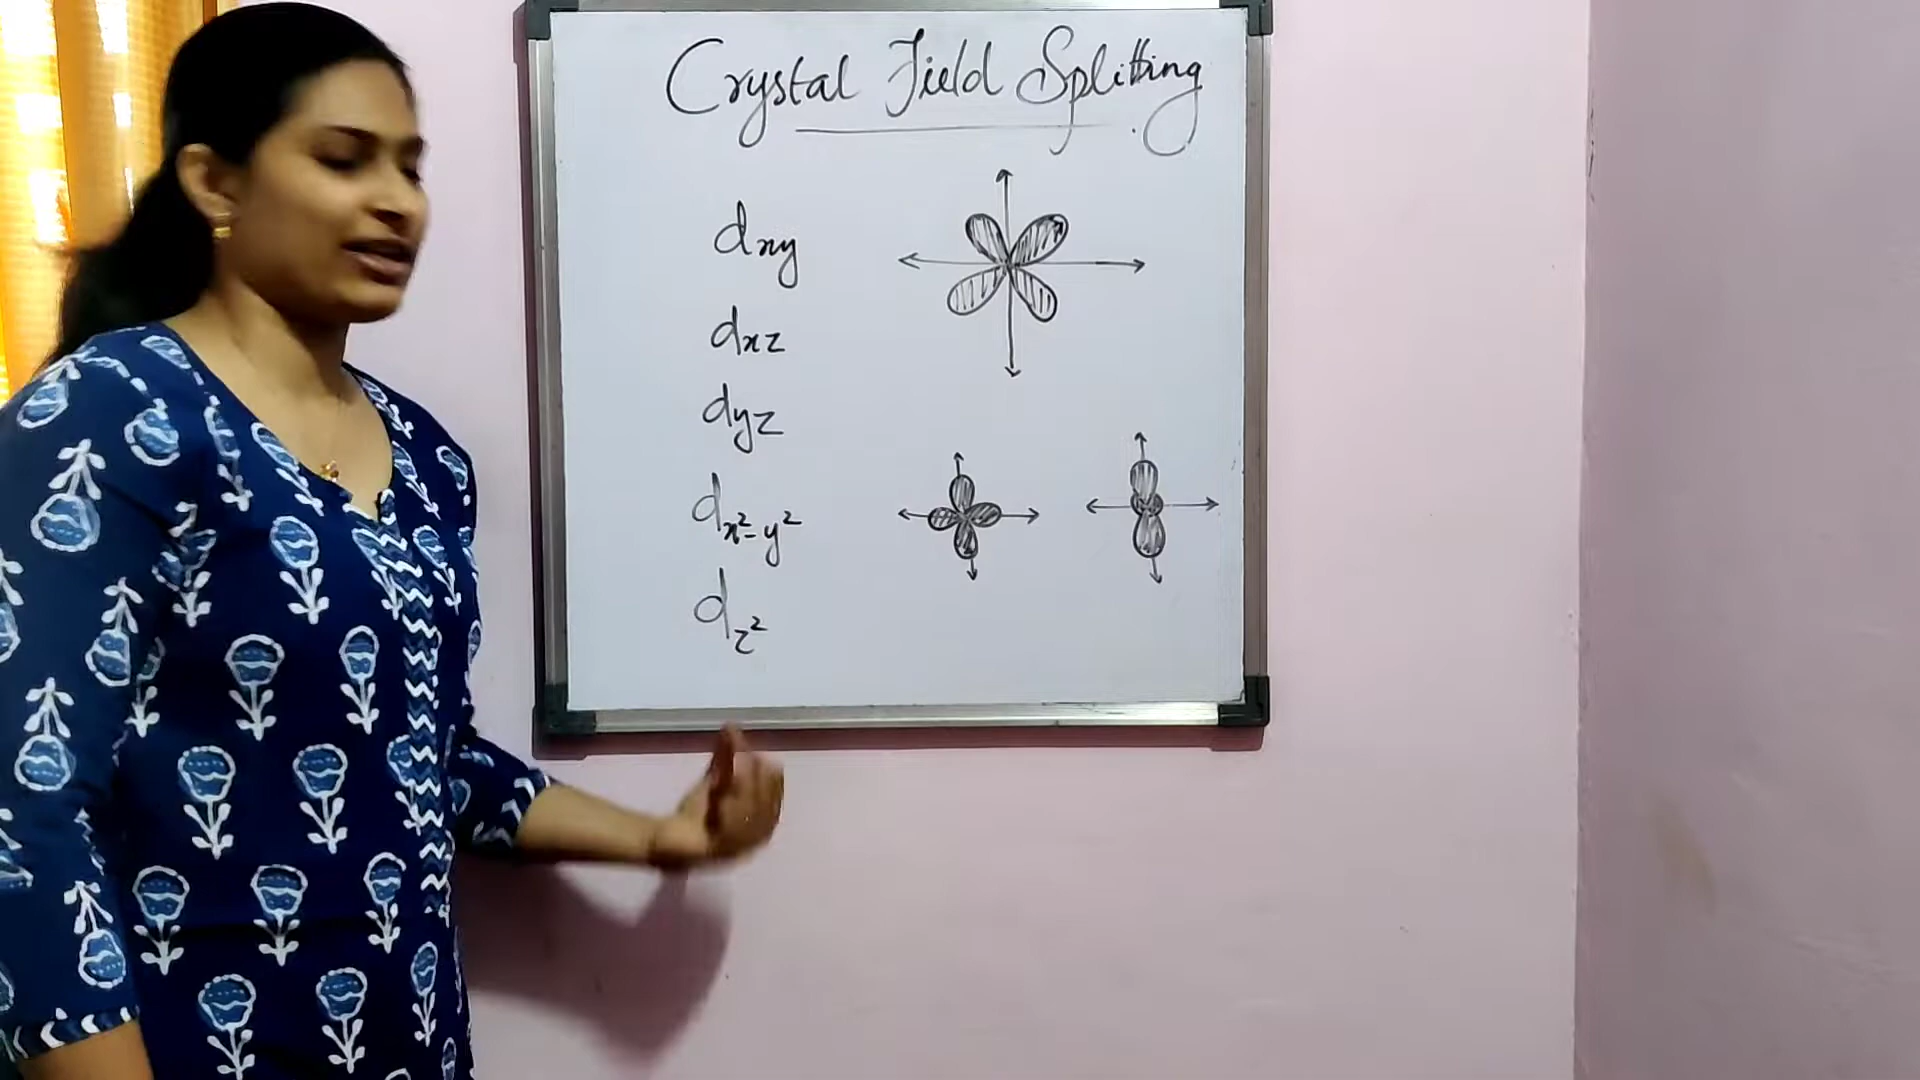 Crystal Field Splitting
dxy
dxz
dyz
dx²-y²
dz²